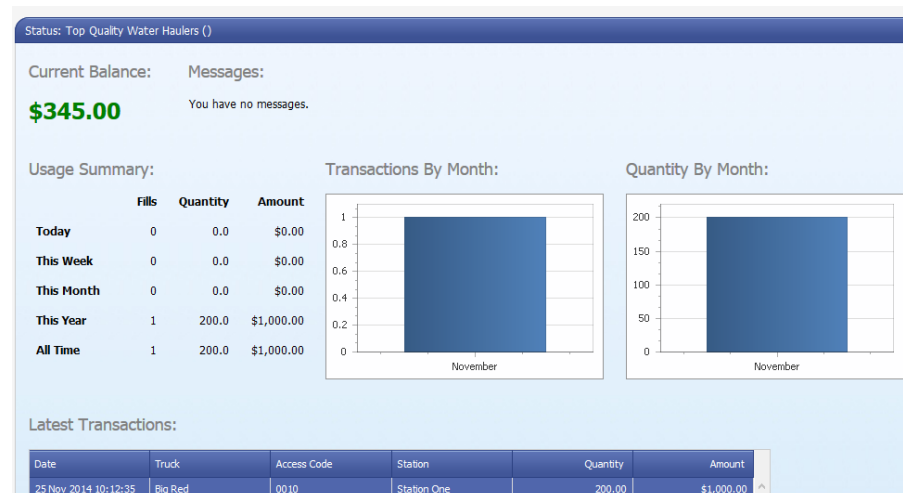 Status: Top Quality Water Haulers ()
Current Balance: Messages:
$345.00 You have no messages.
Usage Summary: Transactions By Month: Quantity By Month:
Fills Quantity Amount
Today 0 0.0 $0.00
This Week 0 0.0 $0.00
This Month 0 0.0 $0.00
This Year 1 200.0 $1,000.00
All Time 1 200.0 $1,000.00
1
0.8
0.6
0.4
0.2
0
November
200
150
100
50
0
November
Latest Transactions:
Date Truck Access Code Station Quantity Amount
25 Nov 2014 10:12:35 Big Red 0010 Station One 200.00 $1,000.00